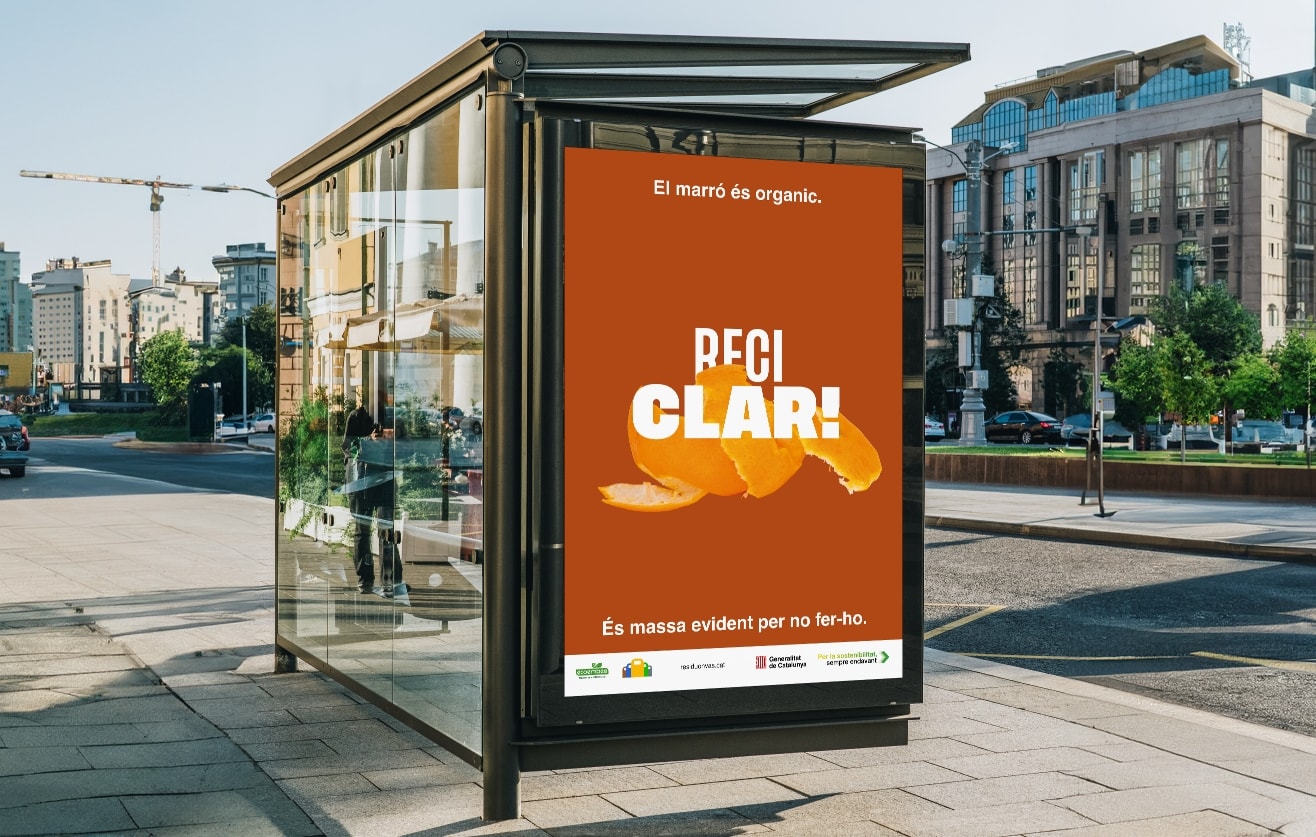 El marró és organic.
RECI
CLAR!
És massa evident per no fer-ho.
ecoembes
residuonvas.cat
Generalitat
de Catalunya
Per la sostenibilitat,
sempre endavant